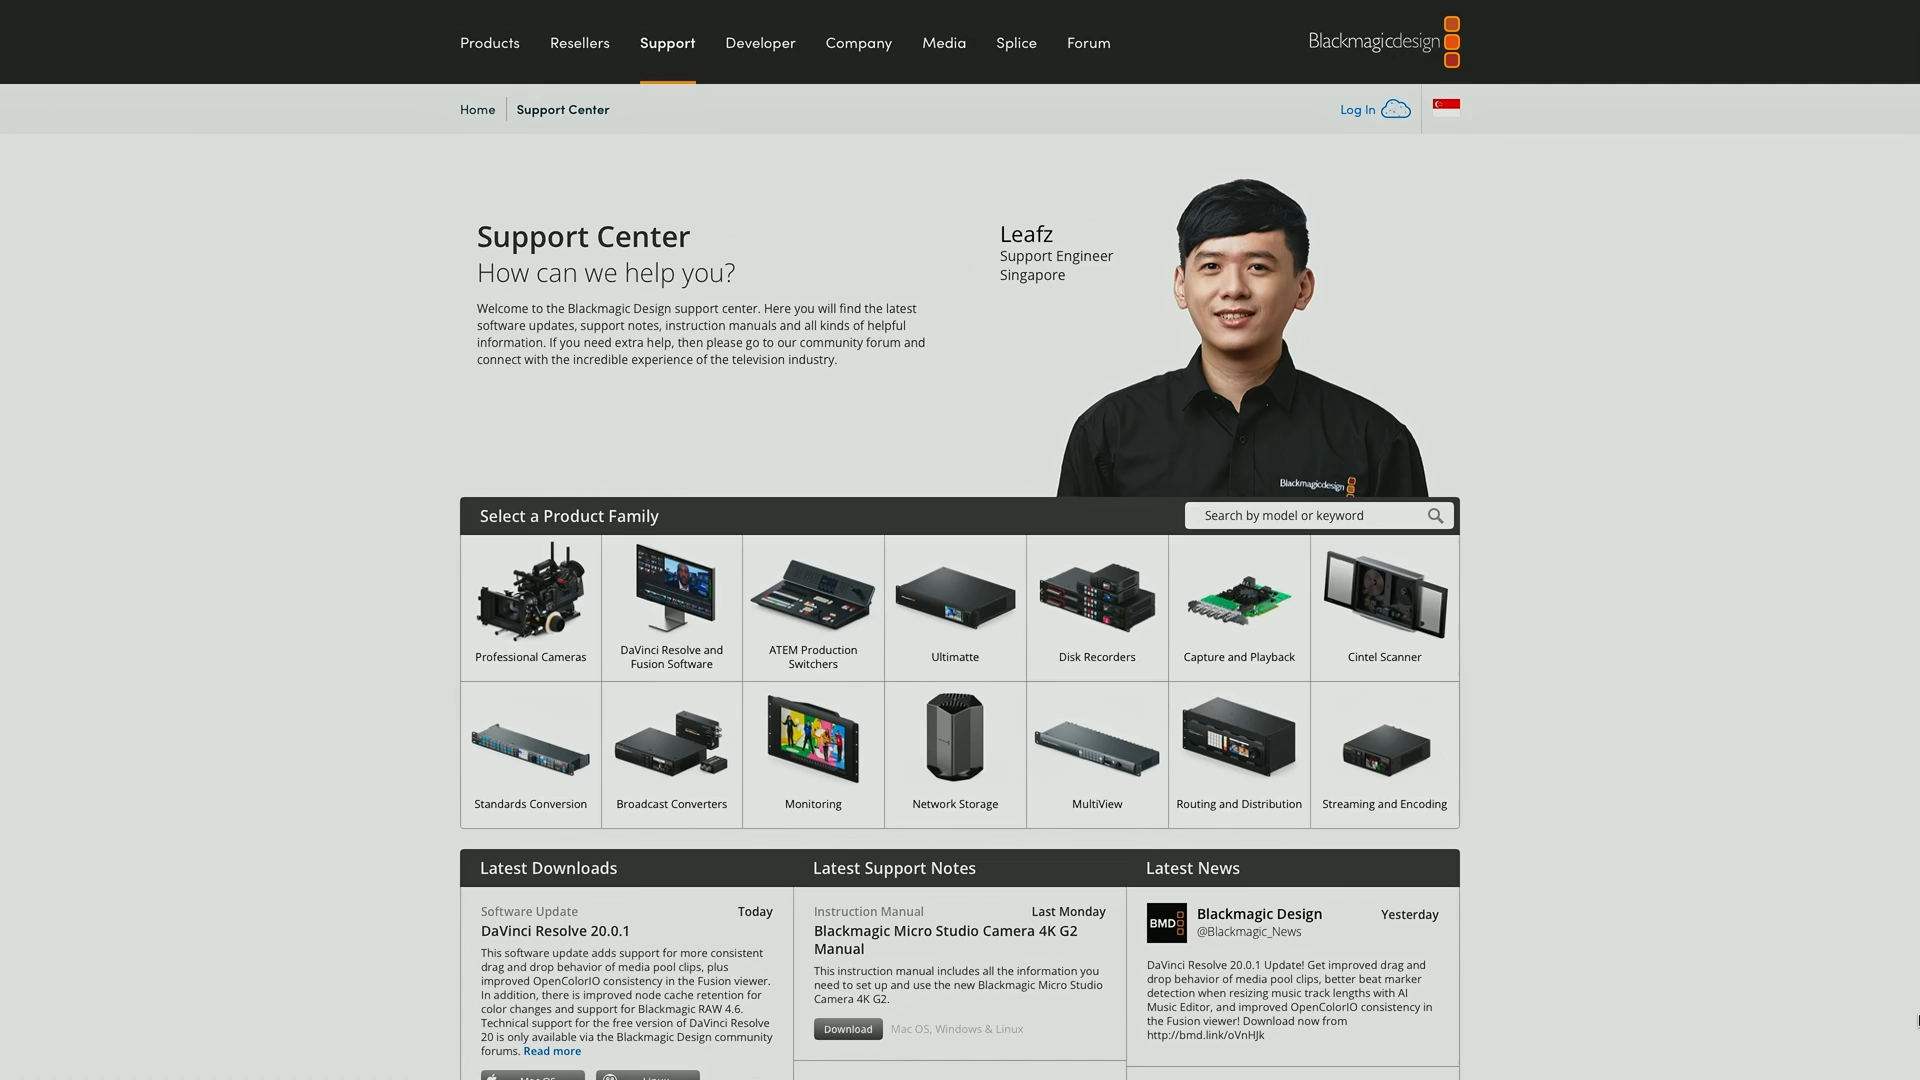 Products Resellers Support Developer Company Media Splice Forum
Blackmagicdesign
Home Support Center
Log In
Support Center
How can we help you?
Welcome to the Blackmagic Design support center. Here you will find the latest
software updates, support notes, instruction manuals and all kinds of helpful
information. If you need extra help, then please go to our community forum and
connect with the incredible experience of the television industry.
Leafz
Support Engineer
Singapore
Blackmagicdesign
Select a Product Family
Search by model or keyword
Professional Cameras
DaVinci Resolve and
Fusion Software
ATEM Production
Switchers
Ultimatte
Disk Recorders
Capture and Playback
Cintel Scanner
Standards Conversion
Broadcast Converters
Monitoring
Network Storage
MultiView
Routing and Distribution
Streaming and Encoding
Latest Downloads
Software Update Today
DaVinci Resolve 20.0.1
This software update adds support for more consistent
drag and drop behavior of media pool clips, plus
improved OpenColorIO consistency in the Fusion viewer.
In addition, there is improved node cache retention for
color changes and support for Blackmagic RAW 4.6.
Technical support for the free version of DaVinci Resolve
20 is only available via the Blackmagic Design community
forums. Read more
Latest Support Notes
Instruction Manual Last Monday
Blackmagic Micro Studio Camera 4K G2
Manual
This instruction manual includes all the information you
need to set up and use the new Blackmagic Micro Studio
Camera 4K G2.
Download Mac OS, Windows & Linux
Latest News
BMD
Blackmagic Design Yesterday
@Blackmagic_News
DaVinci Resolve 20.0.1 Update! Get improved drag and
drop behavior of media pool clips, better beat marker
detection when resizing music track lengths with AI
Music Editor, and improved OpenColorIO consistency in
the Fusion viewer! Download now from
http://bmd.link/oVnHJk